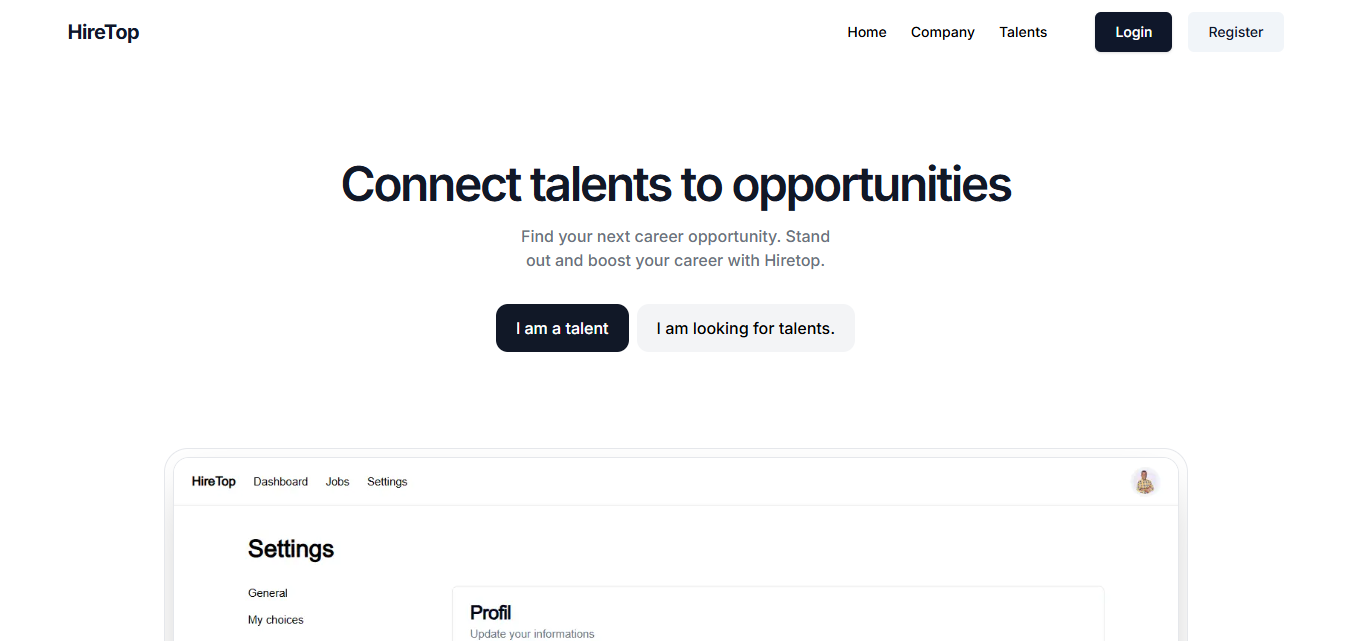 HireTop
Home Company Talents Login Register
Connect talents to opportunities
Find your next career opportunity. Stand
out and boost your career with Hiretop.
I am a talent I am looking for talents.
HireTop Dashboard Jobs Settings
Settings
General
My choices
Profil
Update your informations